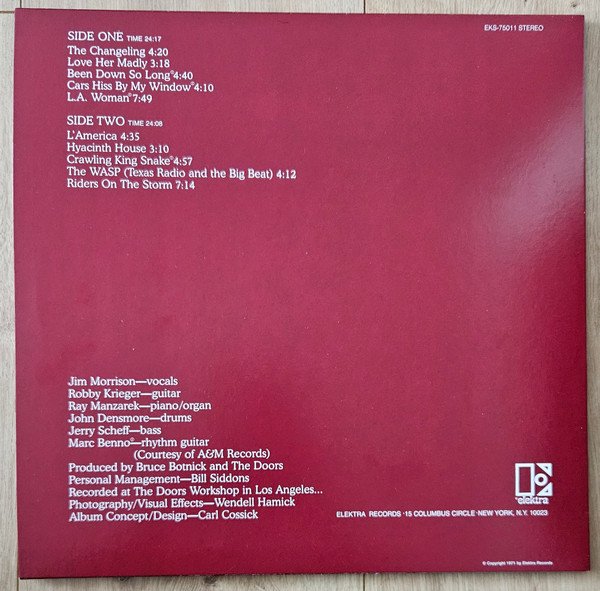 EKS-75011 STEREO
SIDE ONE TIME 24:17
The Changeling 4:20
Love Her Madly 3:18
Been Down So Long°4:40
Cars Hiss By My Window°4:10
L.A. Woman°7:49
SIDE TWO TIME 24:08
L'America 4:35
Hyacinth House 3:10
Crawling King Snake°4:57
The WASP (Texas Radio and the Big Beat) 4:12
Riders On The Storm 7:14
Jim Morrison—vocals
Robby Krieger—guitar
Ray Manzarek—piano/organ
John Densmore—drums
Jerry Scheff—bass
Marc Benno°—rhythm guitar
(Courtesy of A&M Records)
Produced by Bruce Botnick and The Doors
Personal Management—Bill Siddons
Recorded at The Doors Workshop in Los Angeles...
Photography/Visual Effects—Wendell Hamick
Album Concept/Design—Carl Cossick
elektra
ELEKTRA RECORDS·15 COLUMBUS CIRCLE·NEW YORK, N.Y. 10023
© Copyright 1971 by Elektra Records